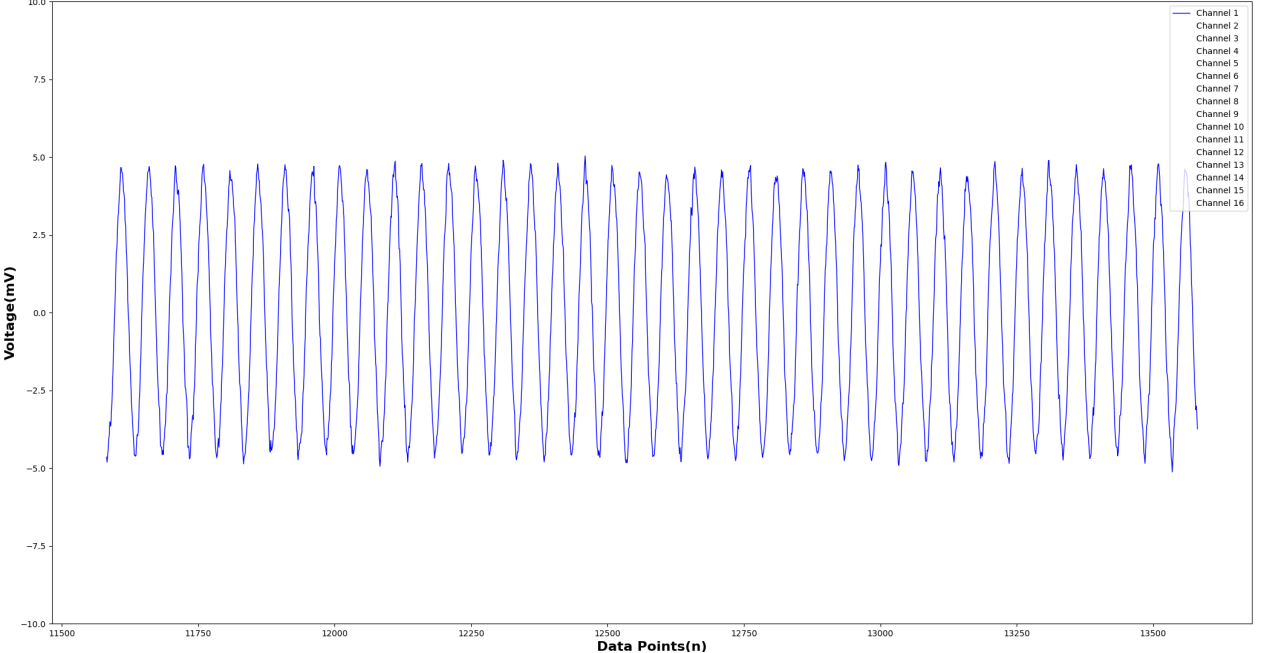 10.0
7.5
5.0
2.5
0.0
−2.5
−5.0
−7.5
−10.0
Voltage(mV)
11500
11750
12000
12250
12500
12750
13000
13250
13500
Data Points(n)
Channel 1
Channel 2
Channel 3
Channel 4
Channel 5
Channel 6
Channel 7
Channel 8
Channel 9
Channel 10
Channel 11
Channel 12
Channel 13
Channel 14
Channel 15
Channel 16